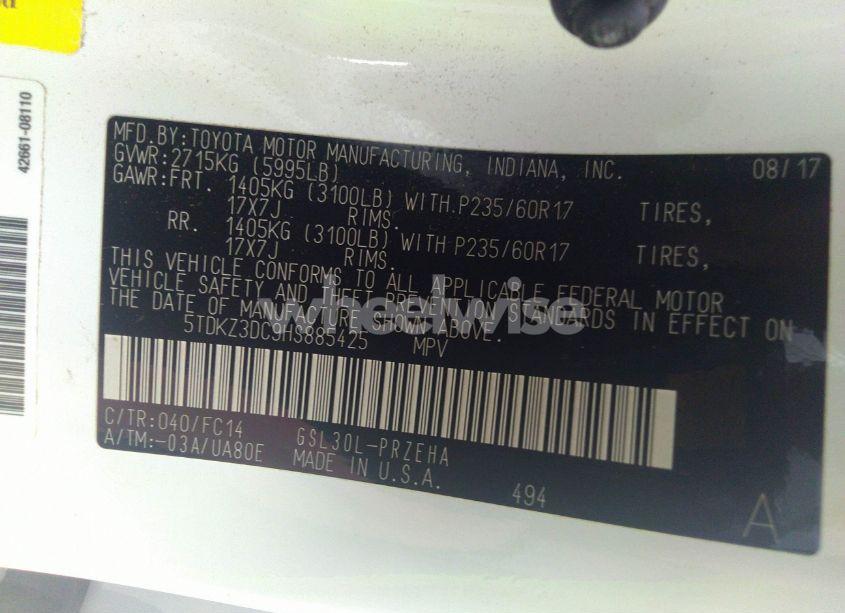 42661-08110
MFD.BY:TOYOTA MOTOR MANUFACTURING, INDIANA, INC. 08/17
GVWR:2715KG (5995LB)
GAWR:FRT. 1405KG (3100LB) WITH.P235/60R17 TIRES,
17X7J RIMS.
RR. 1405KG (3100LB) WITH P235/60R17 TIRES,
17X7J RIMS.
THIS VEHICLE CONFORMS TO ALL APPLICABLE FEDERAL MOTOR
VEHICLE SAFETY AND THEFT PREVENTION STANDARDS IN EFFECT ON
THE DATE OF MANUFACTURE SHOWN ABOVE.
5TDKZ3DC9HS885425 MPV
wheelwise
C/TR:040/FC14 GSL30L-PRZEHA
A/TM:-03A/UA80E MADE IN U.S.A.
494
A